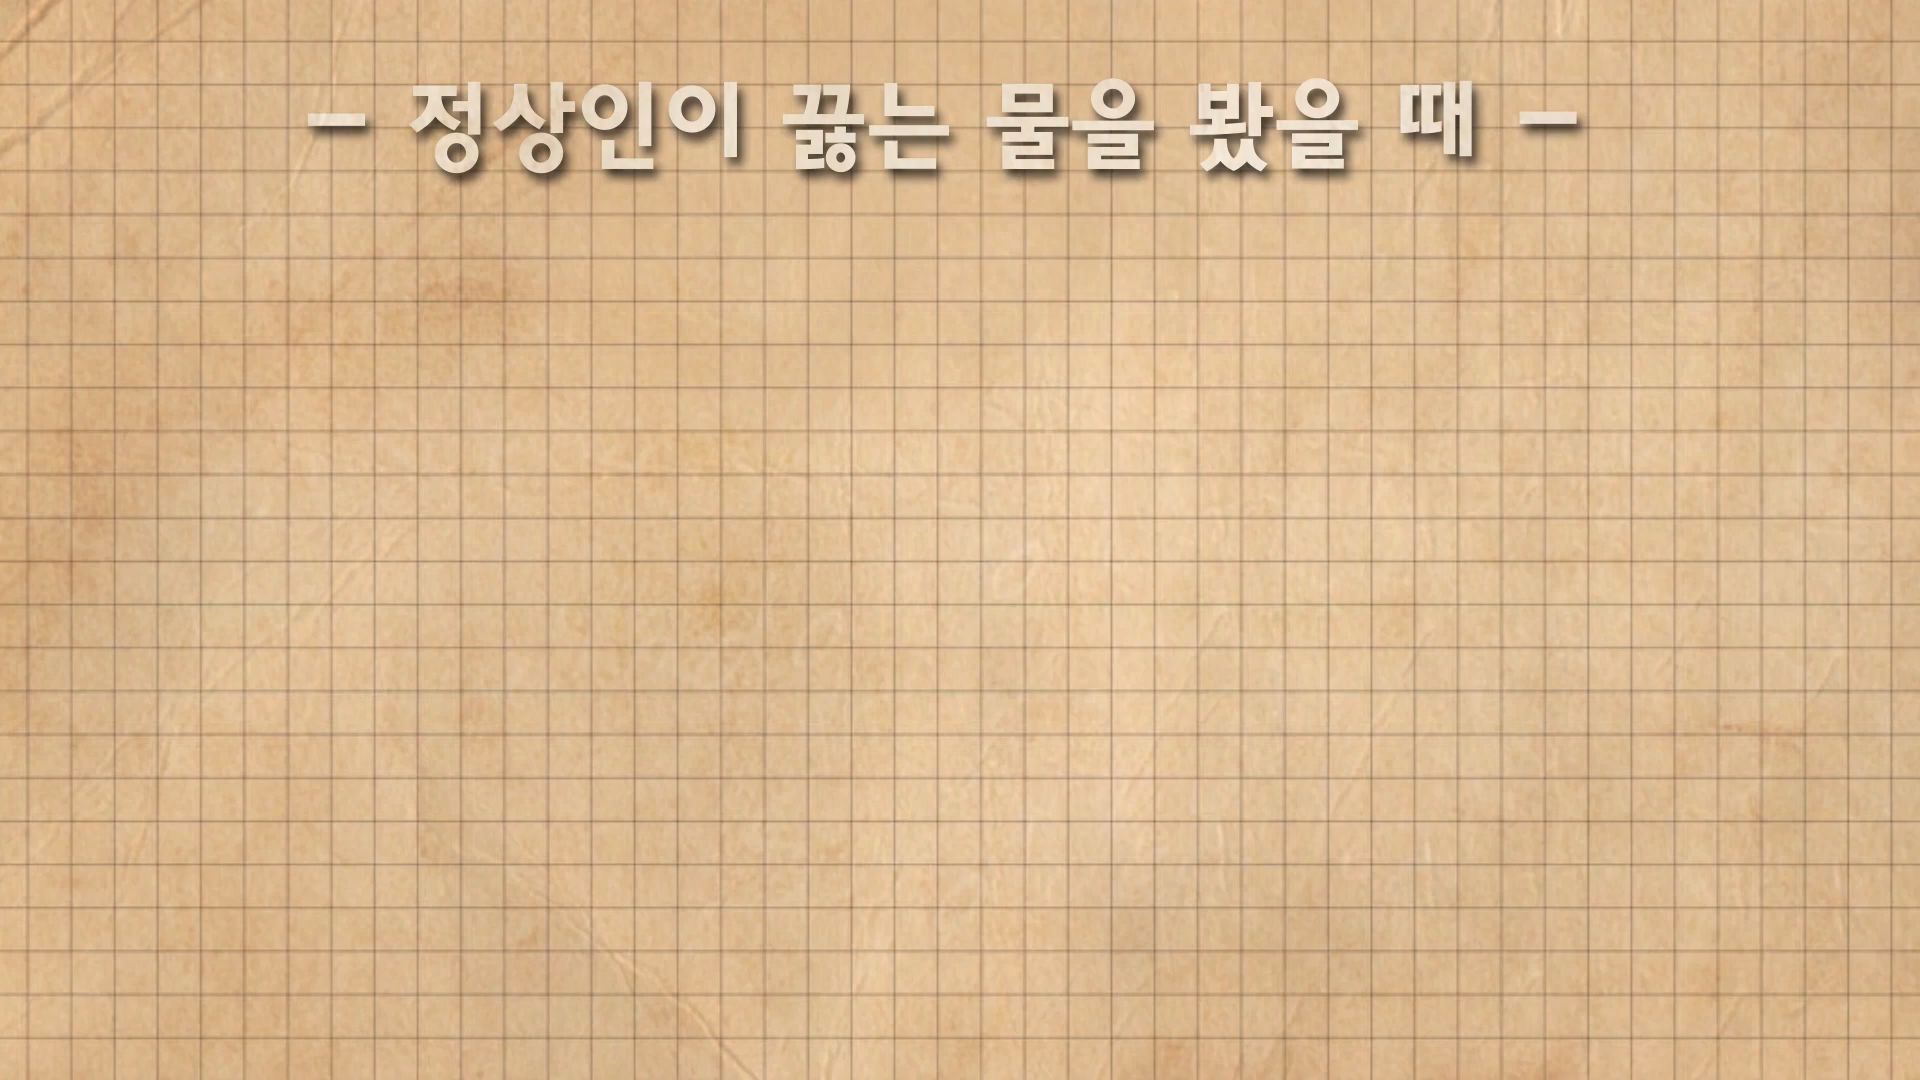 - 정상인이 끓는 물을 봤을 때 -